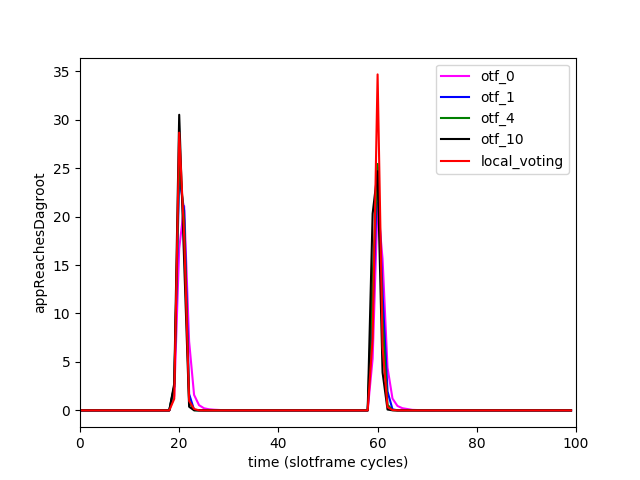 35
30
25
20
15
10
5
0
appReachesDagroot
otf_0
otf_1
otf_4
otf_10
local_voting
0 20 40 60 80 100
time (slotframe cycles)